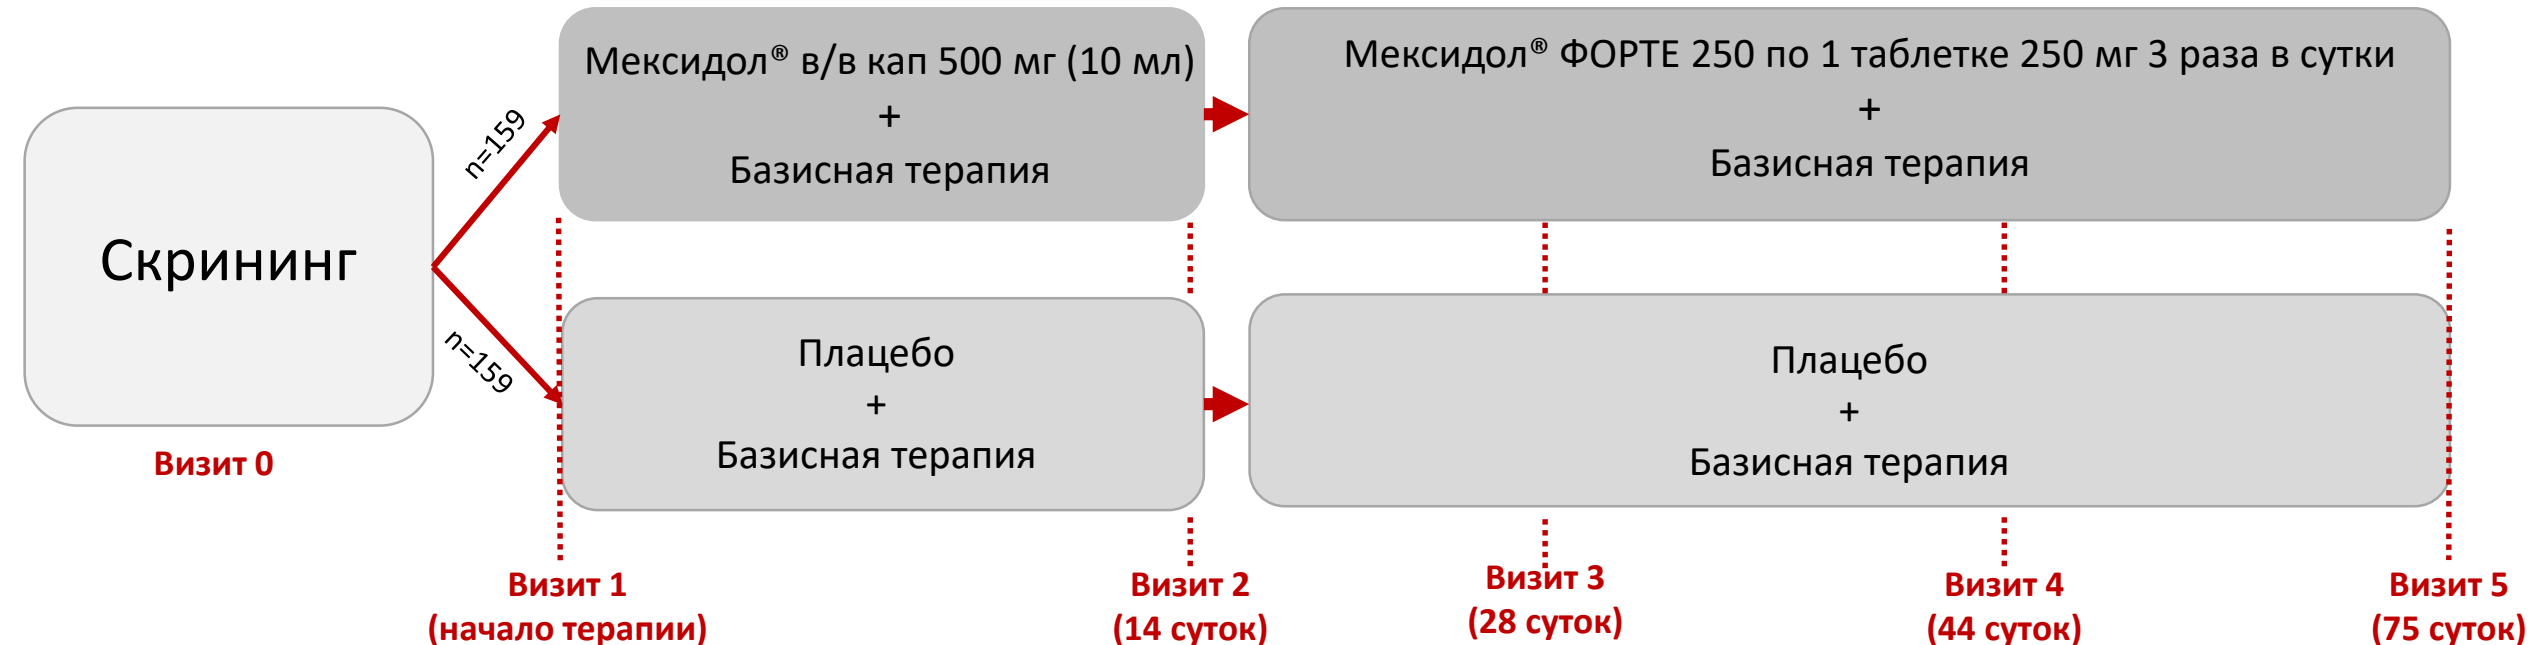 Скрининг
Визит 0
n=159
n=159
Мексидол® в/в кап 500 мг (10 мл)
+
Базисная терапия
Мексидол® ФОРТЕ 250 по 1 таблетке 250 мг 3 раза в сутки
+
Базисная терапия
Плацебо
+
Базисная терапия
Плацебо
+
Базисная терапия
Визит 1
(начало терапии)
Визит 2
(14 суток)
Визит 3
(28 суток)
Визит 4
(44 суток)
Визит 5
(75 суток)